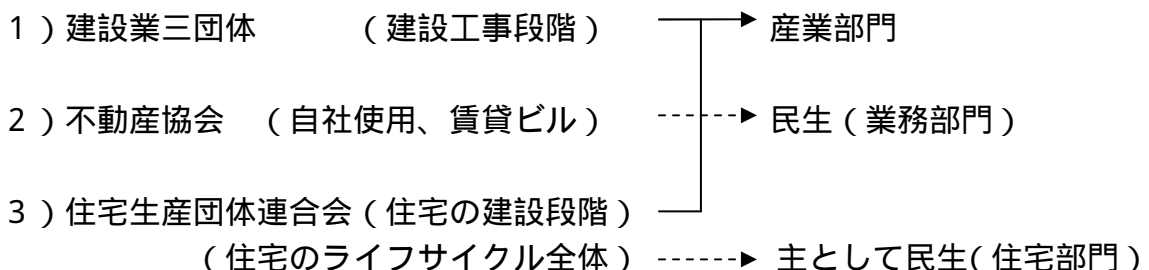 1）建設業三団体　　　（建設工事段階）　産業部門
2）不動産協会　（自社使用、賃貸ビル）　民生（業務部門）
3）住宅生産団体連合会（住宅の建設段階）
（住宅のライフサイクル全体）　主として民生（住宅部門）